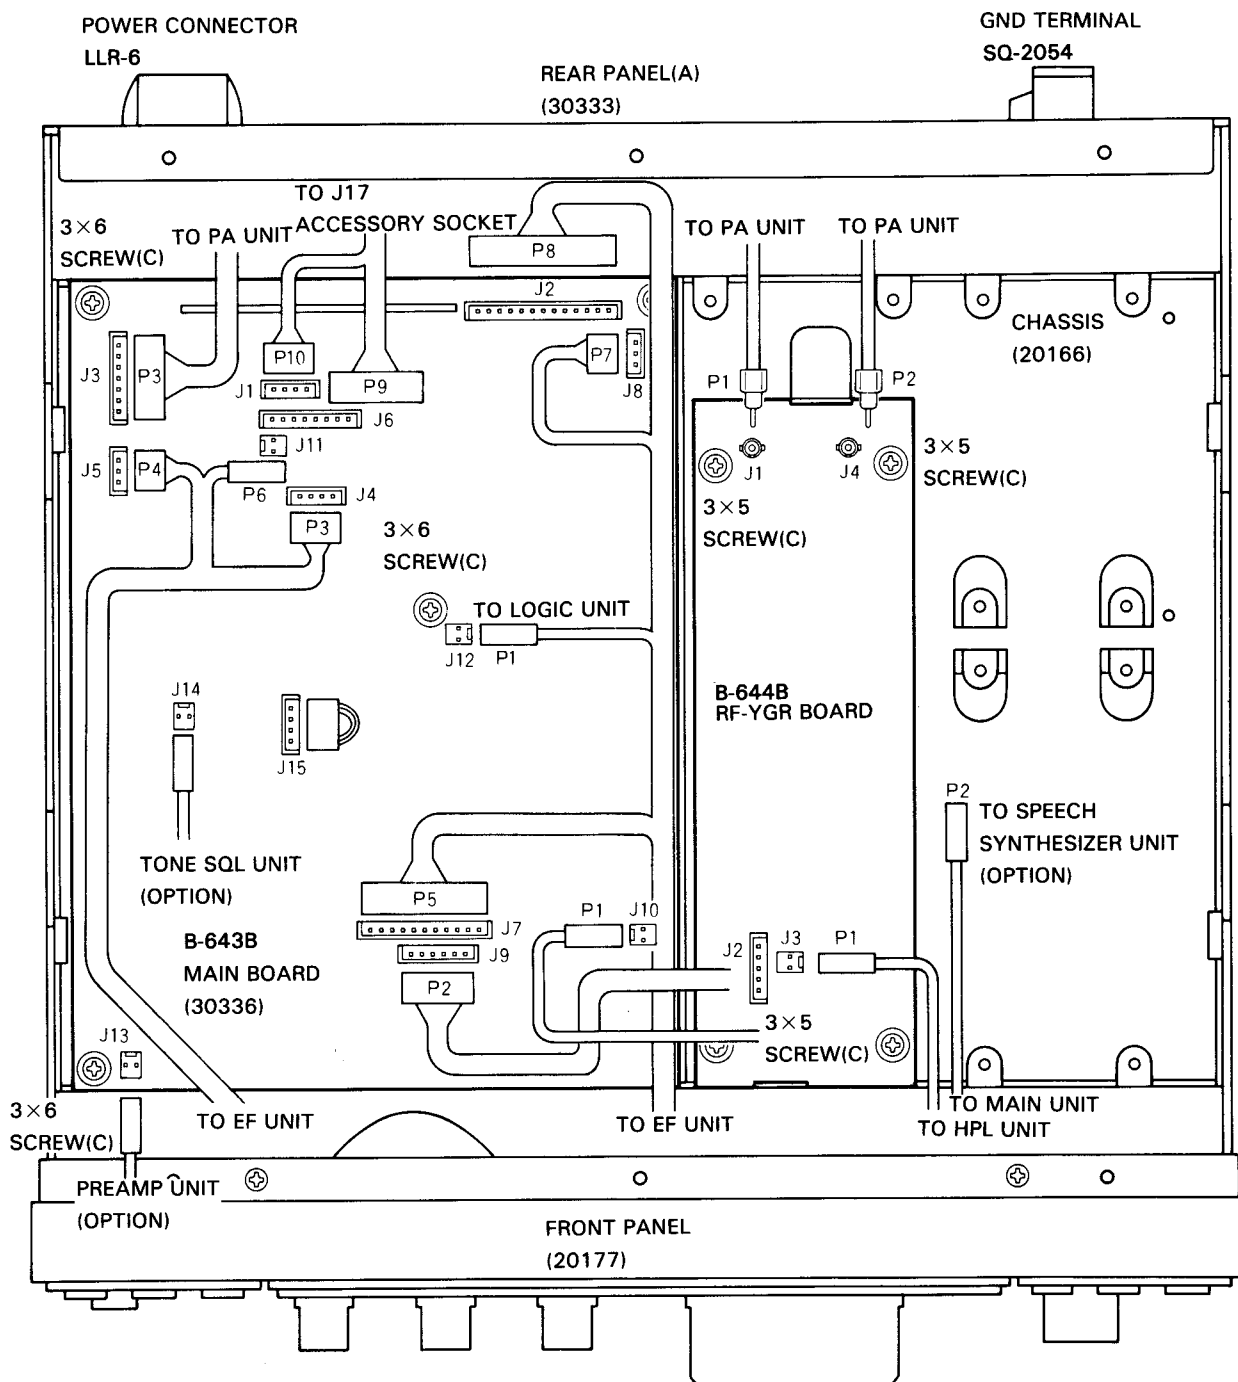 POWER CONNECTOR
LLR-6
GND TERMINAL
SQ-2054
REAR PANEL(A)
(30333)
TO J17
ACCESSORY SOCKET
3×6
SCREW(C)
TO PA UNIT
P8
TO PA UNIT
TO PA UNIT
J2
CHASSIS
(20166)
J3
P3
P10
P9
P7
J8
J1
J6
P1
P2
J11
J5
P4
P6
J4
P3
J1
J4
3×5
SCREW(C)
3×5
SCREW(C)
3×6
SCREW(C)
TO LOGIC UNIT
J12
P1
J14
J15
B-644B
RF-YGR BOARD
P2
TO SPEECH
SYNTHESIZER UNIT
(OPTION)
TONE SQL UNIT
(OPTION)
P5
J7
J9
P2
P1
J10
J2
J3
P1
B-643B
MAIN BOARD
(30336)
J13
3×5
SCREW(C)
3×6
SCREW(C)
TO EF UNIT
TO EF UNIT
TO MAIN UNIT
TO HPL UNIT
PREAMP UNIT
(OPTION)
FRONT PANEL
(20177)